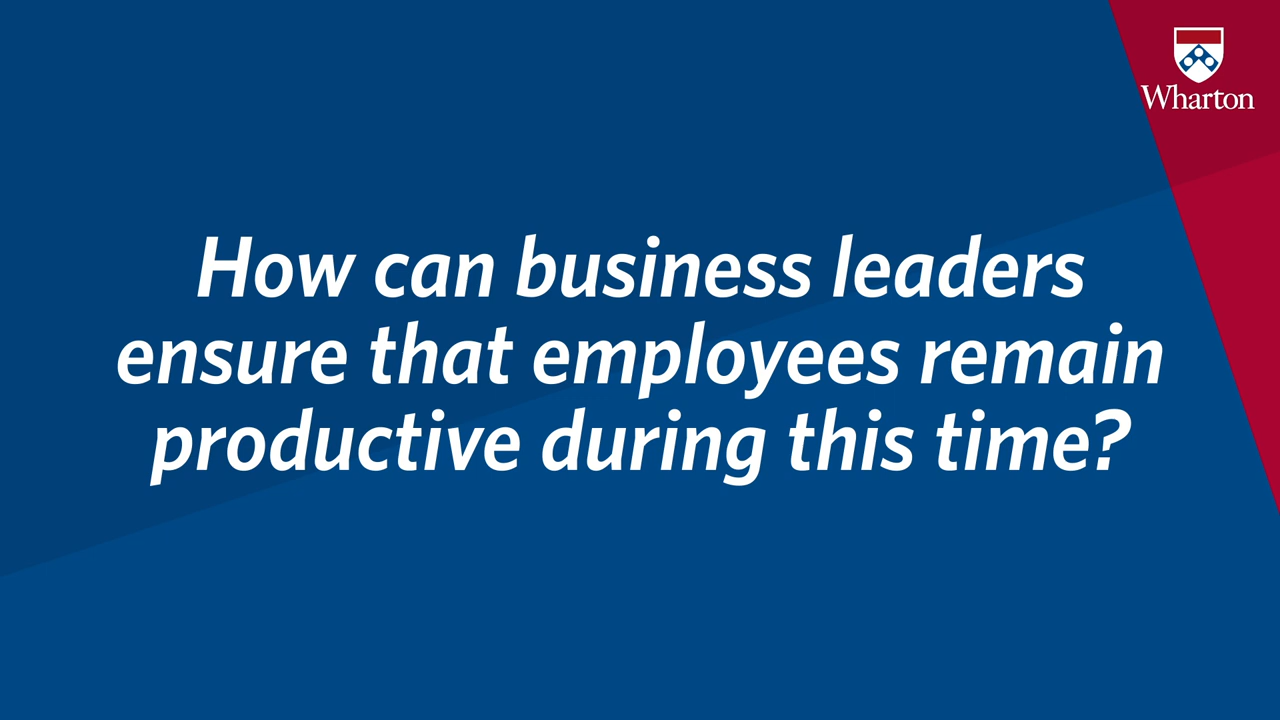 Wharton
How can business leaders
ensure that employees remain
productive during this time?